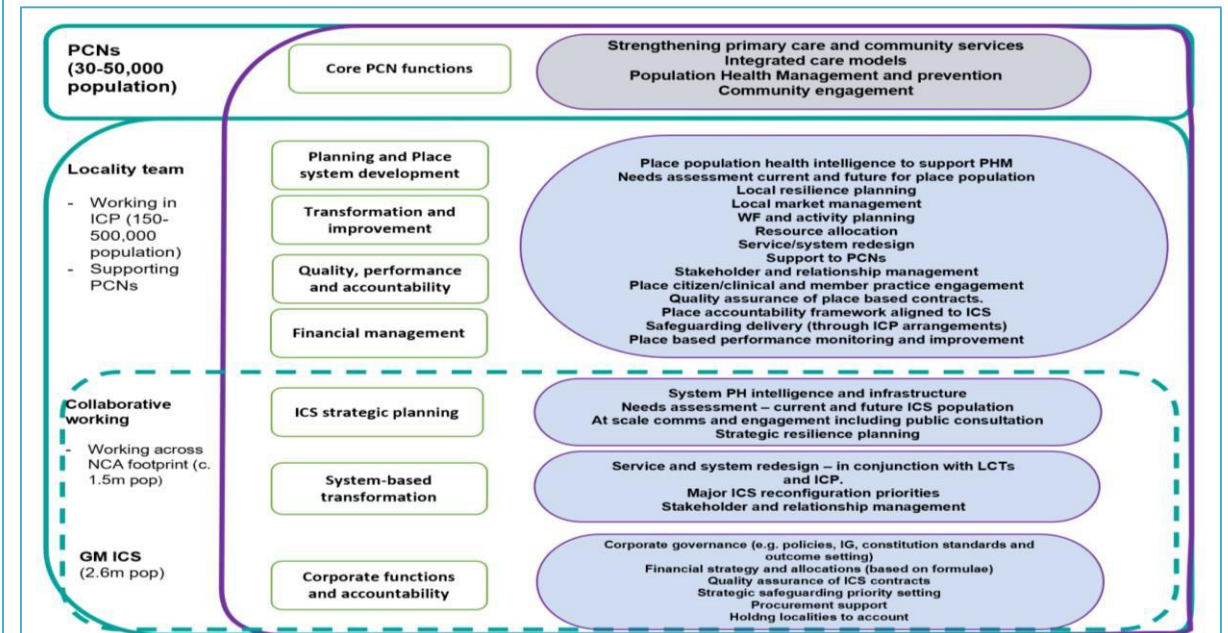 PCNs
(30-50,000
population)
Core PCN functions
Strengthening primary care and community services
Integrated care models
Population Health Management and prevention
Community engagement
Locality team
- Working in
ICP (150-
500,000
population)
- Supporting
PCNs
Planning and Place
system development
Transformation and
improvement
Quality, performance
and accountability
Financial management
Place population health intelligence to support PHM
Needs assessment current and future for place population
Local resilience planning
Local market management
WF and activity planning
Resource allocation
Service/system redesign
Support to PCNs
Stakeholder and relationship management
Place citizen/clinical and member practice engagement
Quality assurance of place based contracts.
Place accountability framework aligned to ICS
Safeguarding delivery (through ICP arrangements)
Place based performance monitoring and improvement
Collaborative
working
- Working across
NCA footprint (c.
1.5m pop)
ICS strategic planning
System PH intelligence and infrastructure
Needs assessment – current and future ICS population
At scale comms and engagement including public consultation
Strategic resilience planning
System-based
transformation
Service and system redesign – in conjunction with LCTs
and ICP.
Major ICS reconfiguration priorities
Stakeholder and relationship management
GM ICS
(2.6m pop)
Corporate functions
and accountability
Corporate governance (e.g. policies, IG, constitution standards and
outcome setting)
Financial strategy and allocations (based on formulae)
Quality assurance of ICS contracts
Strategic safeguarding priority setting
Procurement support
Holdng localities to account